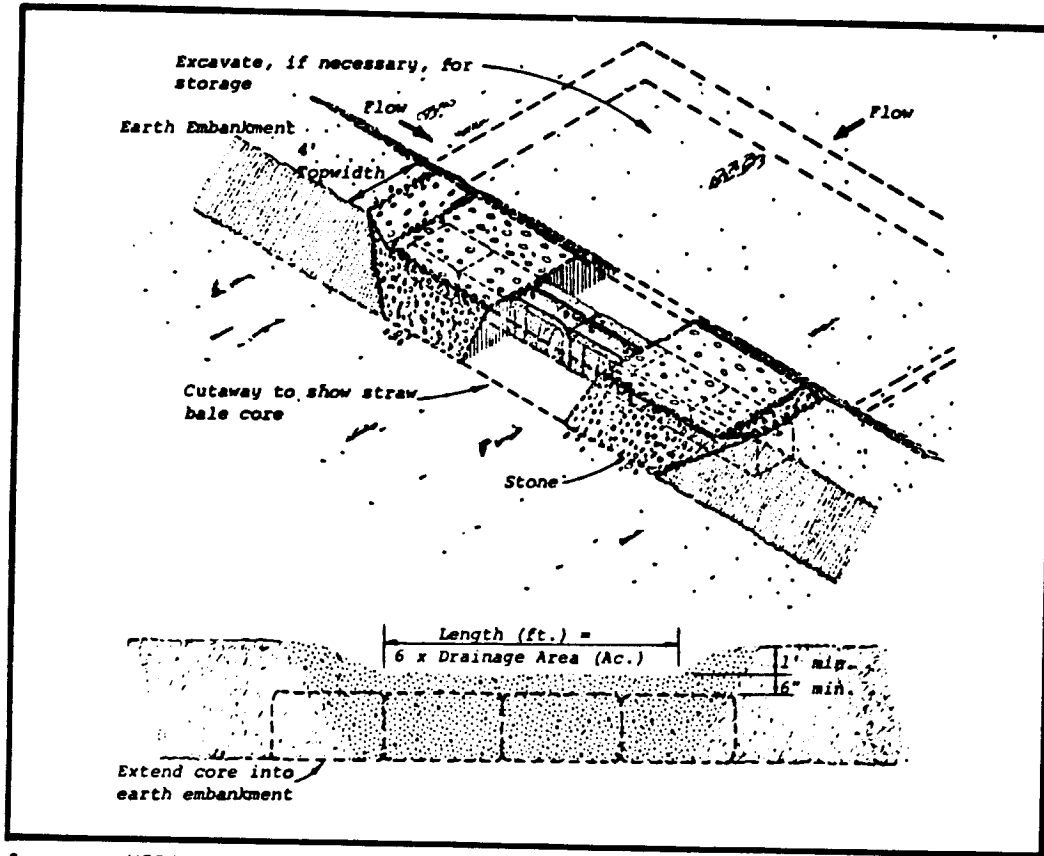 Excavate, if necessary, for
storage
Flow
Flow
Earth Embankment
4'
Topwidth
Cutaway to show straw
bale core
Stone
Length (ft.) =
6 x Drainage Area (Ac.)
1' min.
6" min.
Extend core into
earth embankment